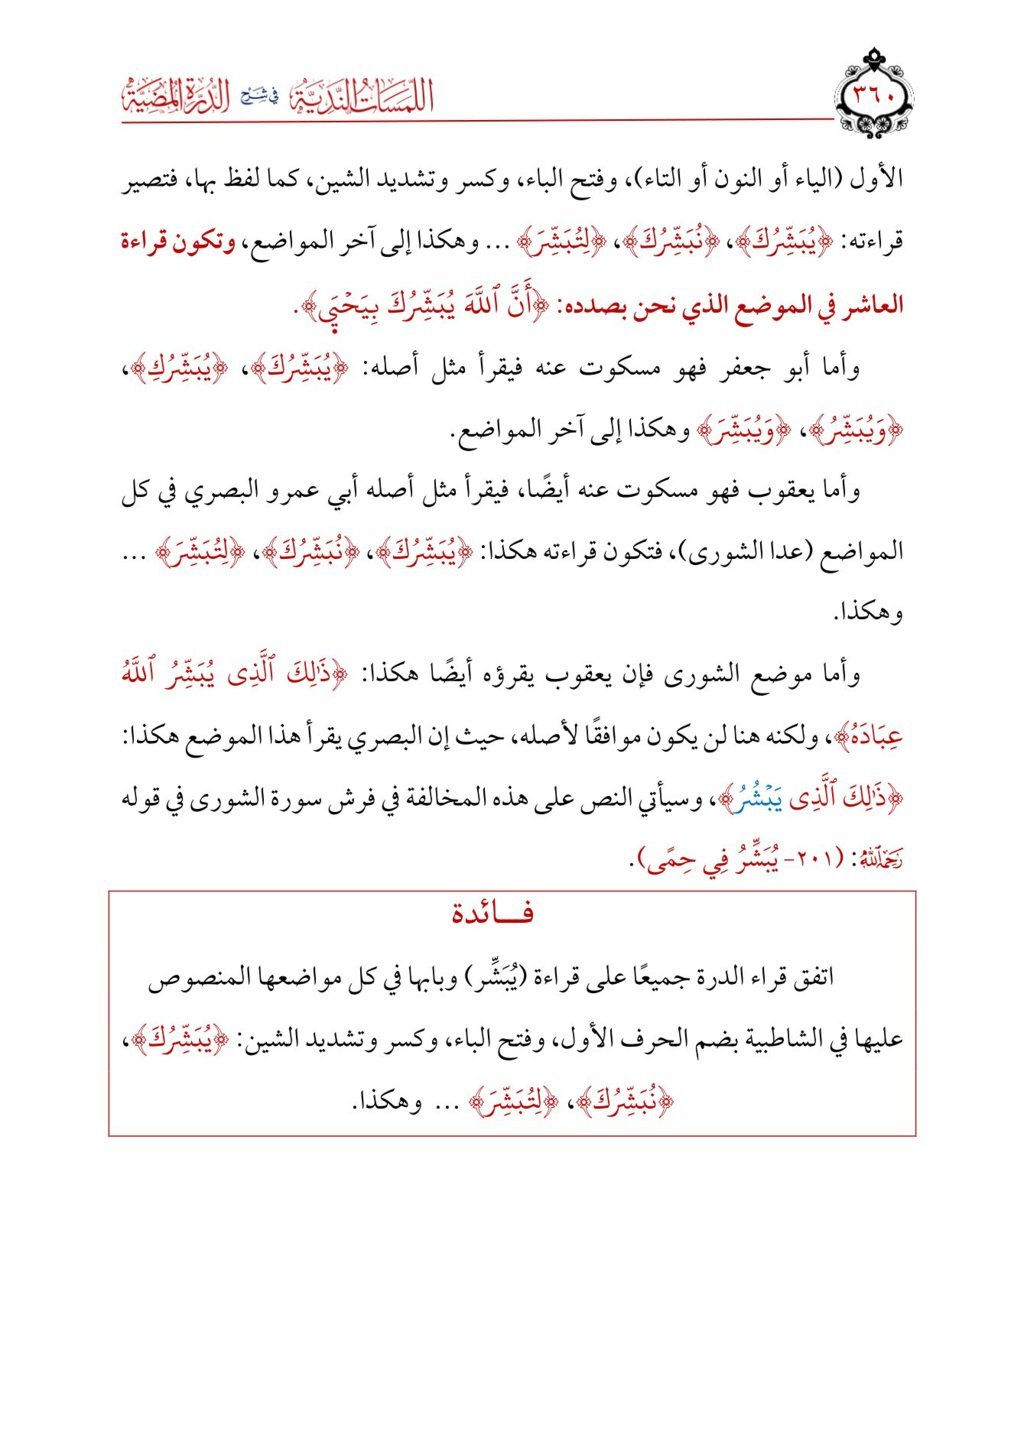 ٣٦٠
اللمسات الندية في شرح الدرة المضية
الأول (الياء أو النون أو التاء)، وفتح الباء، وكسر وتشديد الشين، كما لفظ بها، فتصير
قراءته: ﴿يُبَشِّرُكَ﴾، ﴿نُبَشِّرُكَ﴾، ﴿لِتُبَشِّرَ﴾ ... وهكذا إلى آخر المواضع، وتكون قراءة
العاشر في الموضع الذي نحن بصدده: ﴿أَنَّ ٱللَّهَ يُبَشِّرُكَ بِيَحۡيَىٰ﴾.
وأما أبو جعفر فهو مسكوت عنه فيقرأ مثل أصله: ﴿يُبَشِّرُكَ﴾، ﴿يُبَشِّرُكِ﴾،
﴿وَيُبَشِّرُ﴾، ﴿وَيُبَشِّرَ﴾ وهكذا إلى آخر المواضع.
وأما يعقوب فهو مسكوت عنه أيضًا، فيقرأ مثل أصله أبي عمرو البصري في كل
المواضع (عدا الشورى)، فتكون قراءته هكذا: ﴿يُبَشِّرُكَ﴾، ﴿نُبَشِّرُكَ﴾، ﴿لِتُبَشِّرَ﴾ ...
وهكذا.
وأما موضع الشورى فإن يعقوب يقرؤه أيضًا هكذا: ﴿ذَٰلِكَ ٱلَّذِى يُبَشِّرُ ٱللَّهُ
عِبَادَهُ﴾، ولكنه هنا لن يكون موافقًا لأصله، حيث إن البصري يقرأ هذا الموضع هكذا:
﴿ذَٰلِكَ ٱلَّذِى يَبۡشُرُ﴾، وسيأتي النص على هذه المخالفة في فرش سورة الشورى في قوله
رَحِمَهُ ٱللَّهُ: (٢٠١- يُبَشِّرُ فِي حِمًى).
فـــائدة
اتفق قراء الدرة جميعًا على قراءة (يُبَشِّر) وبابها في كل مواضعها المنصوص
عليها في الشاطبية بضم الحرف الأول، وفتح الباء، وكسر وتشديد الشين: ﴿يُبَشِّرُكَ﴾،
﴿نُبَشِّرُكَ﴾، ﴿لِتُبَشِّرَ﴾ ... وهكذا.